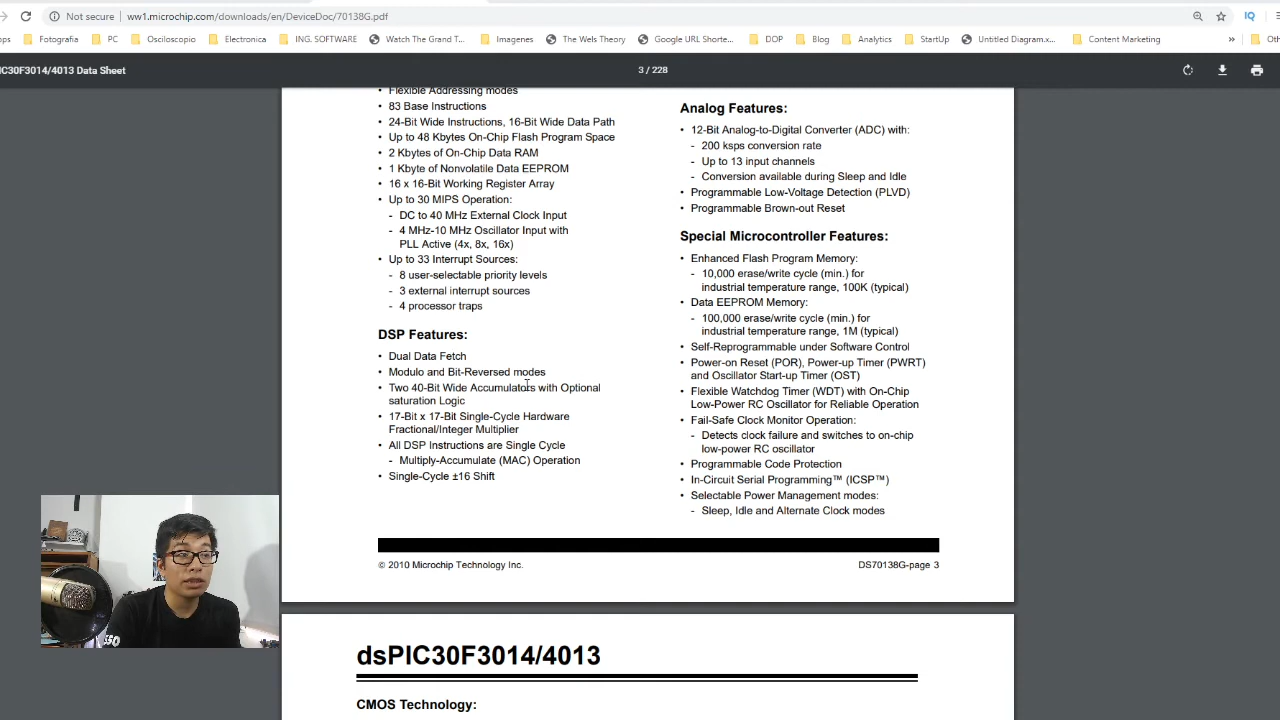 Not secure | ww1.microchip.com/downloads/en/DeviceDoc/70138G.pdf
Fotografia PC Osciloscopio Electronica ING. SOFTWARE Watch The Grand T... Imagenes The Wels Theory Google URL Shorte... DOP Blog Analytics StartUp Untitled Diagram.x... Content Marketing »
IC30F3014/4013 Data Sheet
3 / 228
Flexible Addressing modes
• 83 Base Instructions
• 24-Bit Wide Instructions, 16-Bit Wide Data Path
• Up to 48 Kbytes On-Chip Flash Program Space
• 2 Kbytes of On-Chip Data RAM
• 1 Kbyte of Nonvolatile Data EEPROM
• 16 x 16-Bit Working Register Array
• Up to 30 MIPS Operation:
- DC to 40 MHz External Clock Input
- 4 MHz-10 MHz Oscillator Input with
PLL Active (4x, 8x, 16x)
• Up to 33 Interrupt Sources:
- 8 user-selectable priority levels
- 3 external interrupt sources
- 4 processor traps
DSP Features:
• Dual Data Fetch
• Modulo and Bit-Reversed modes
• Two 40-Bit Wide Accumulators with Optional
saturation Logic
• 17-Bit x 17-Bit Single-Cycle Hardware
Fractional/Integer Multiplier
• All DSP Instructions are Single Cycle
- Multiply-Accumulate (MAC) Operation
• Single-Cycle ±16 Shift
Analog Features:
• 12-Bit Analog-to-Digital Converter (ADC) with:
- 200 ksps conversion rate
- Up to 13 input channels
- Conversion available during Sleep and Idle
• Programmable Low-Voltage Detection (PLVD)
• Programmable Brown-out Reset
Special Microcontroller Features:
• Enhanced Flash Program Memory:
- 10,000 erase/write cycle (min.) for
industrial temperature range, 100K (typical)
• Data EEPROM Memory:
- 100,000 erase/write cycle (min.) for
industrial temperature range, 1M (typical)
• Self-Reprogrammable under Software Control
• Power-on Reset (POR), Power-up Timer (PWRT)
and Oscillator Start-up Timer (OST)
• Flexible Watchdog Timer (WDT) with On-Chip
Low-Power RC Oscillator for Reliable Operation
• Fail-Safe Clock Monitor Operation:
- Detects clock failure and switches to on-chip
low-power RC oscillator
• Programmable Code Protection
• In-Circuit Serial Programming™ (ICSP™)
• Selectable Power Management modes:
- Sleep, Idle and Alternate Clock modes
© 2010 Microchip Technology Inc.
DS70138G-page 3
dsPIC30F3014/4013
CMOS Technology: